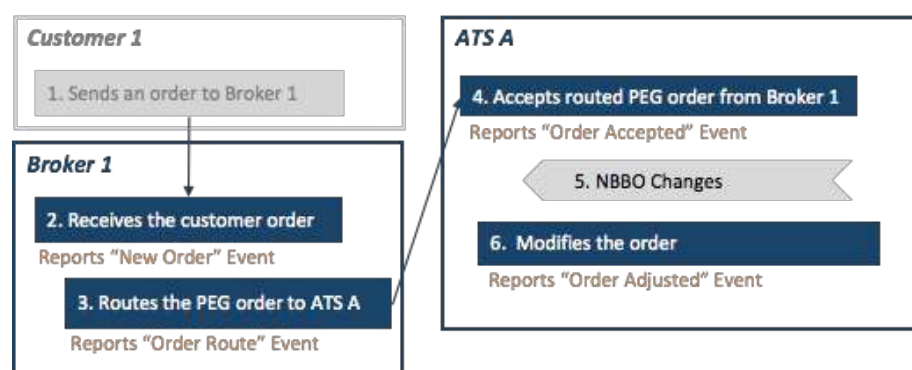 Customer 1
1. Sends an order to Broker 1
Broker 1
2. Receives the customer order
Reports "New Order" Event
3. Routes the PEG order to ATS A
Reports "Order Route" Event
ATS A
4. Accepts routed PEG order from Broker 1
Reports "Order Accepted" Event
5. NBBO Changes
6. Modifies the order
Reports "Order Adjusted" Event